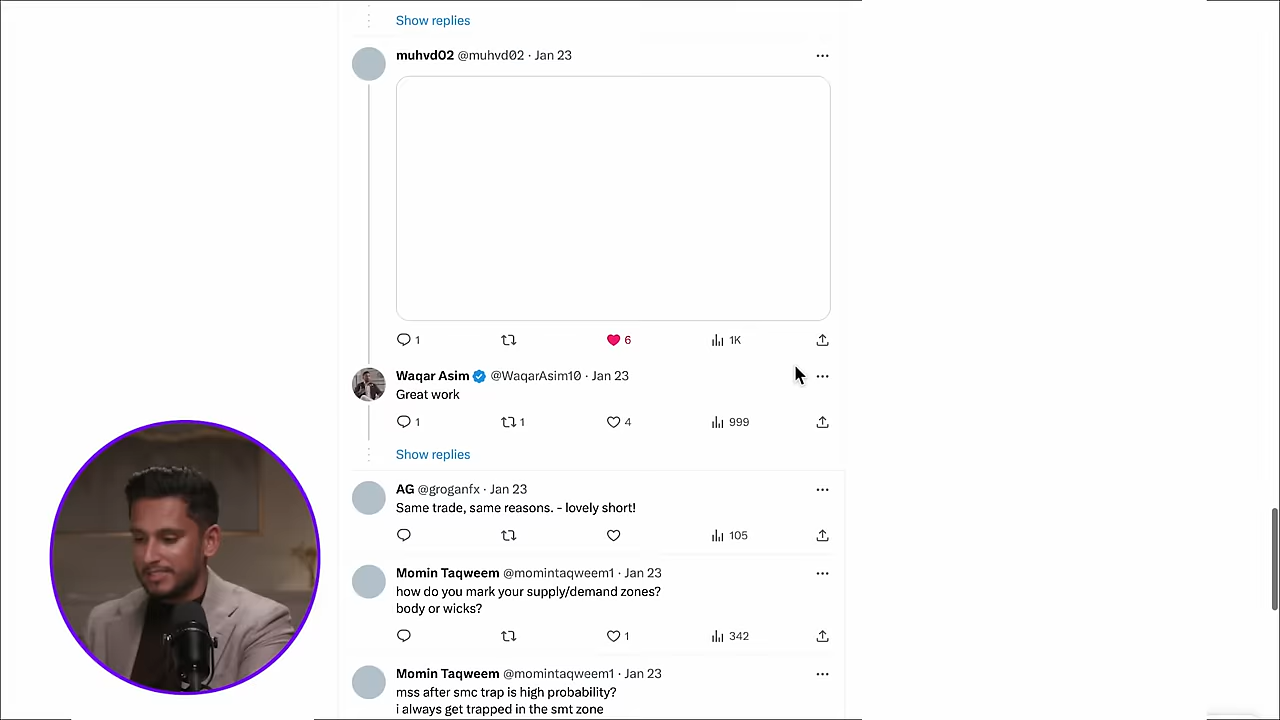 Show replies
muhvd02 @muhvd02 · Jan 23
1 6 1K
Waqar Asim @WaqarAsim10 · Jan 23
Great work
1 1 4 999
Show replies
AG @groganfx · Jan 23
Same trade, same reasons. - lovely short!
105
Momin Taqweem @momintaqweem1 · Jan 23
how do you mark your supply/demand zones?
body or wicks?
1 342
Momin Taqweem @momintaqweem1 · Jan 23
mss after smc trap is high probability?
i always get trapped in the smt zone